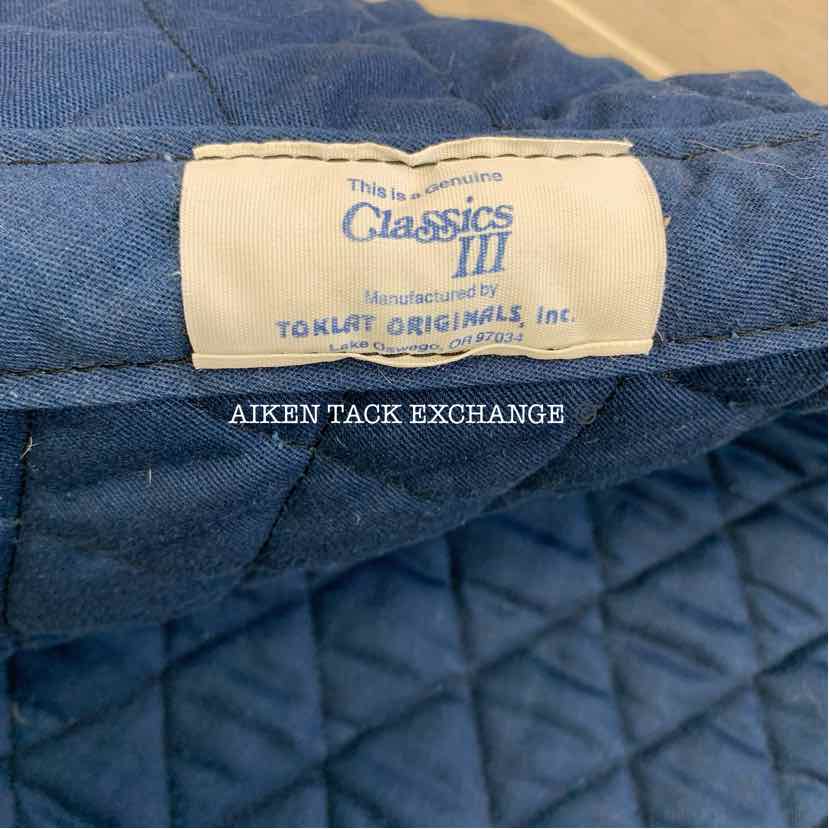 This is a Genuine
Classics
III
Manufactured by
TOKLAT ORIGINALS, Inc.
Lake Oswego, OR 97034
AIKEN TACK EXCHANGE